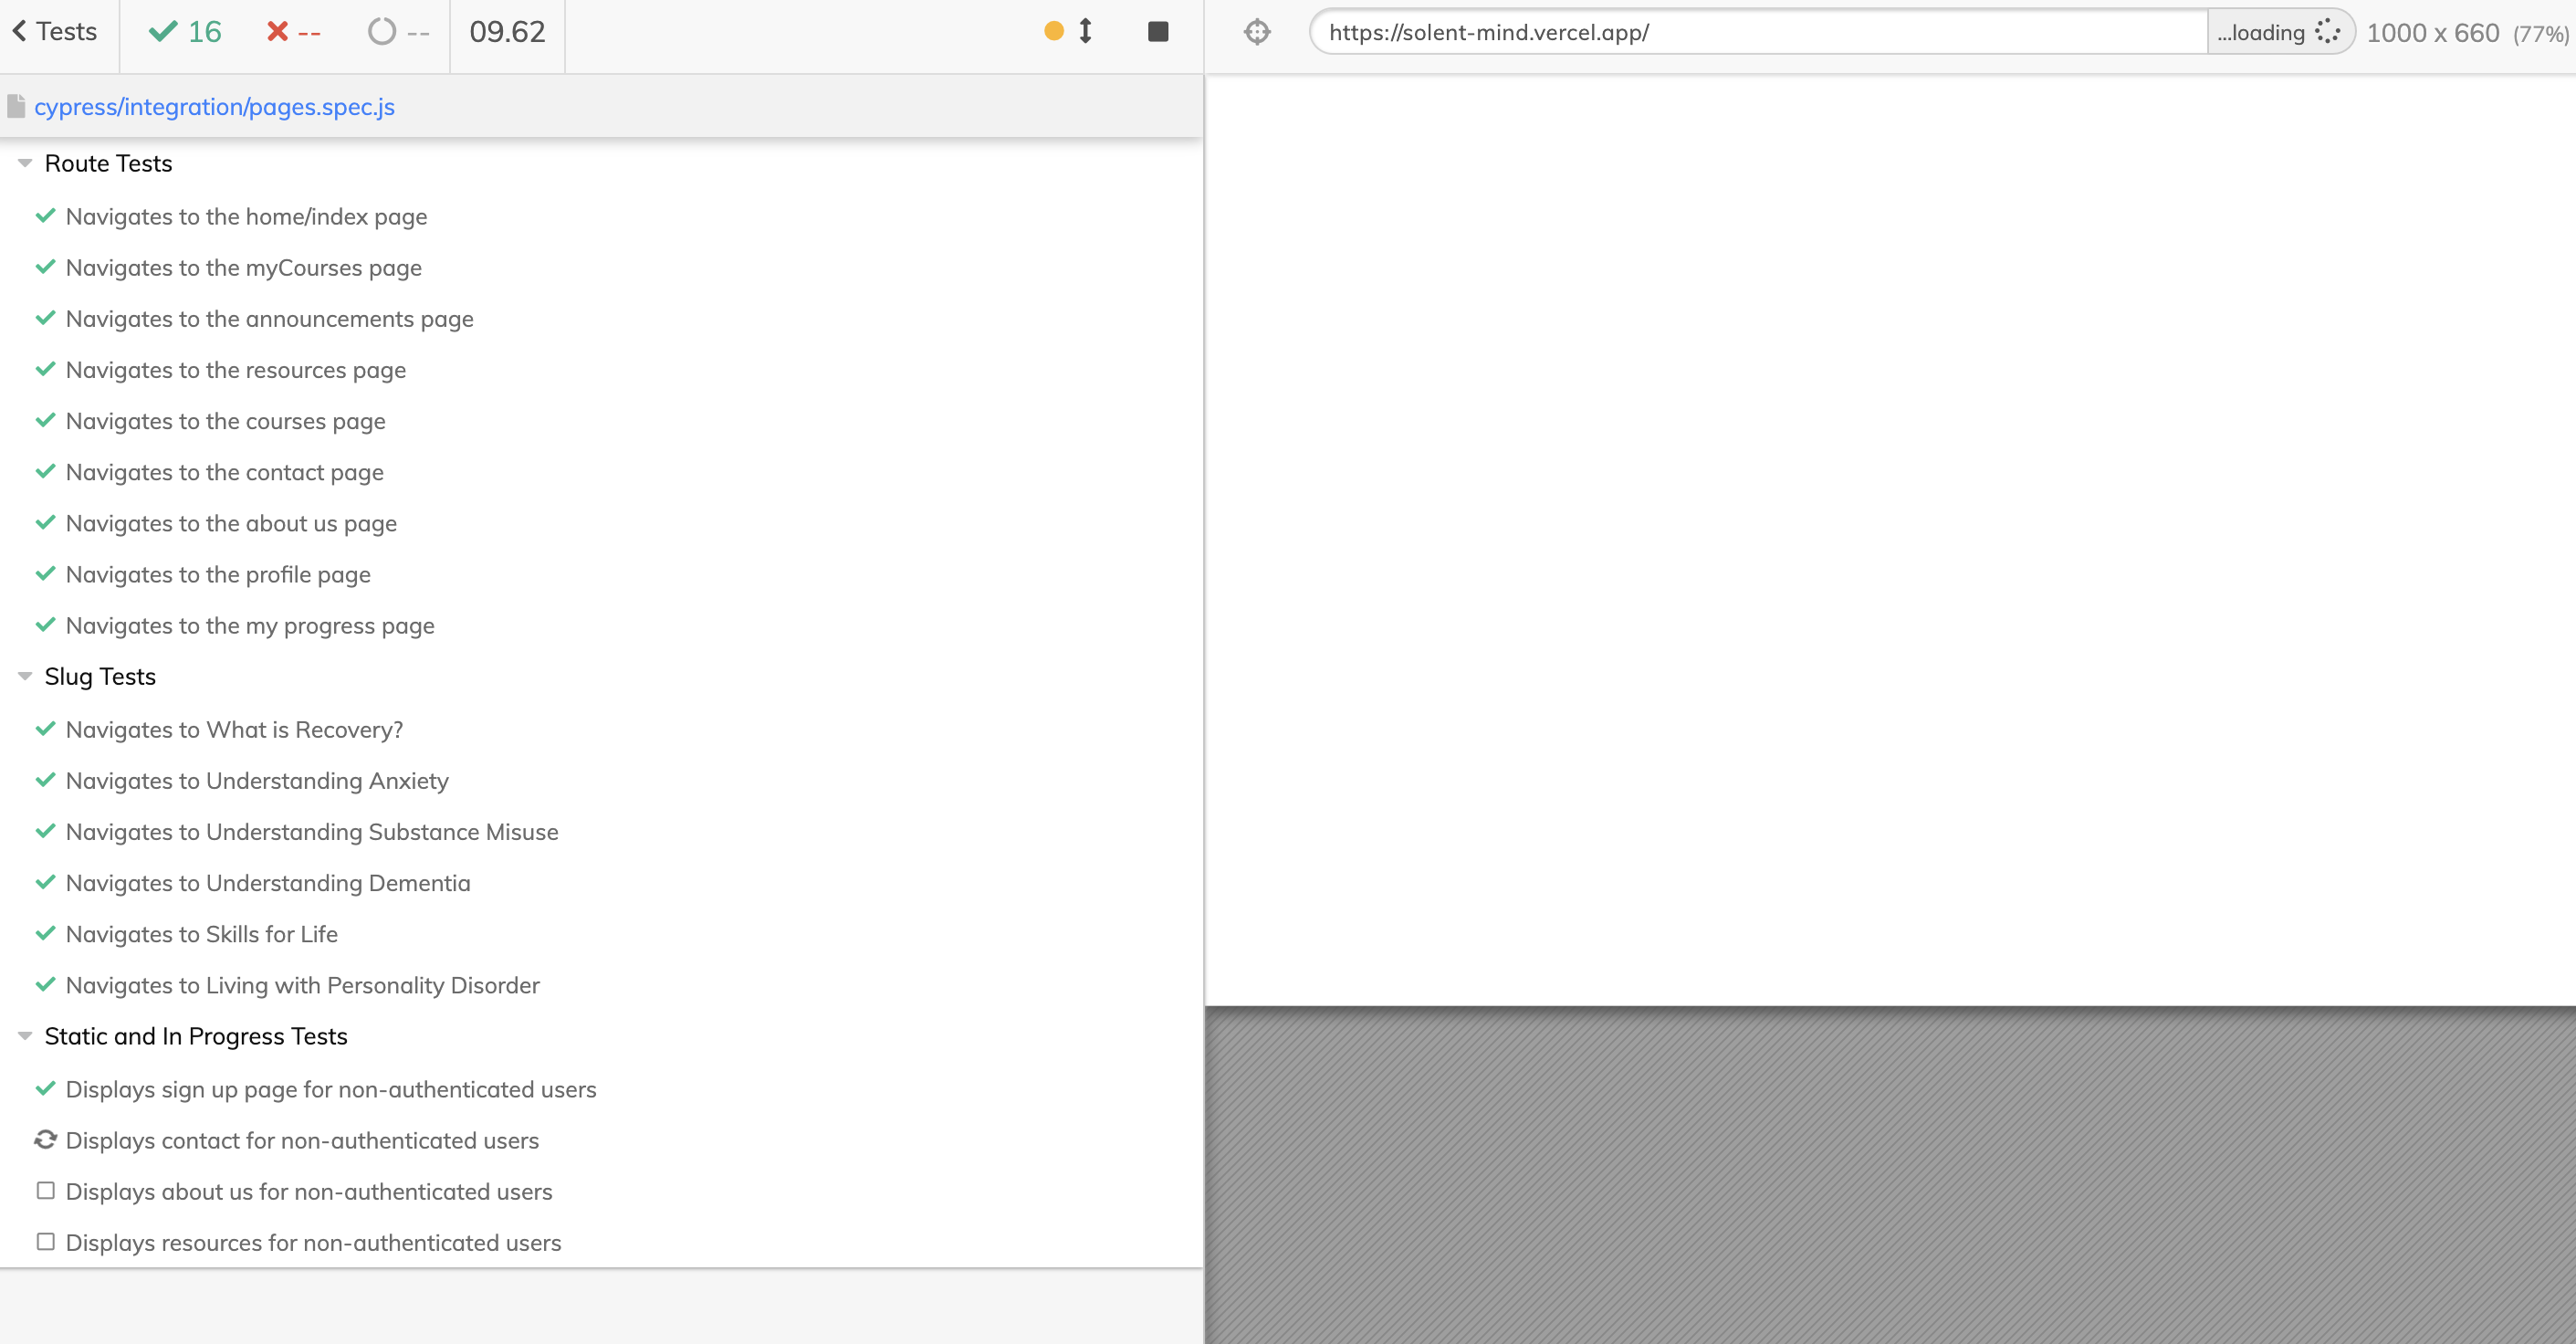 Tests 16 -- -- 09.62 https://solent-mind.vercel.app/ ...loading 1000 x 660 (77%)
cypress/integration/pages.spec.js
Route Tests
Navigates to the home/index page
Navigates to the myCourses page
Navigates to the announcements page
Navigates to the resources page
Navigates to the courses page
Navigates to the contact page
Navigates to the about us page
Navigates to the profile page
Navigates to the my progress page
Slug Tests
Navigates to What is Recovery?
Navigates to Understanding Anxiety
Navigates to Understanding Substance Misuse
Navigates to Understanding Dementia
Navigates to Skills for Life
Navigates to Living with Personality Disorder
Static and In Progress Tests
Displays sign up page for non-authenticated users
Displays contact for non-authenticated users
Displays about us for non-authenticated users
Displays resources for non-authenticated users